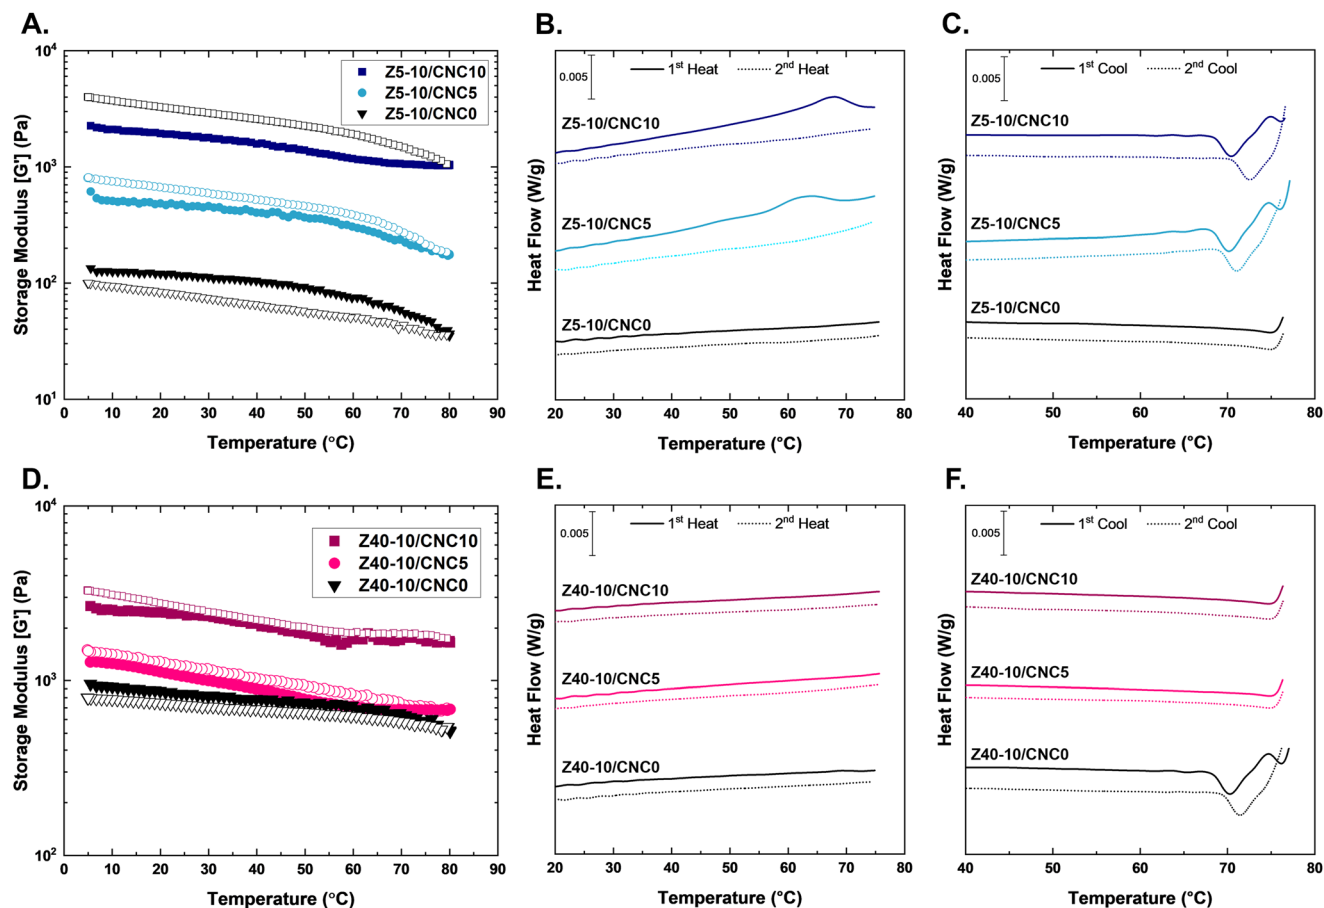 A.
10⁴
10³
10²
10¹
Storage Modulus [G'] (Pa)
Z5-10/CNC10
Z5-10/CNC5
Z5-10/CNC0
0 10 20 30 40 50 60 70 80 90
Temperature (°C)
B.
0.005
1st Heat 2nd Heat
Z5-10/CNC10
Z5-10/CNC5
Z5-10/CNC0
Heat Flow (W/g)
20 30 40 50 60 70 80
Temperature (°C)
C.
0.005
1st Cool 2nd Cool
Z5-10/CNC10
Z5-10/CNC5
Z5-10/CNC0
Heat Flow (W/g)
40 50 60 70 80
Temperature (°C)
D.
10⁴
10³
10²
Storage Modulus [G'] (Pa)
Z40-10/CNC10
Z40-10/CNC5
Z40-10/CNC0
0 10 20 30 40 50 60 70 80 90
Temperature (°C)
E.
0.005
1st Heat 2nd Heat
Z40-10/CNC10
Z40-10/CNC5
Z40-10/CNC0
Heat Flow (W/g)
20 30 40 50 60 70 80
Temperature (°C)
F.
0.005
1st Cool 2nd Cool
Z40-10/CNC10
Z40-10/CNC5
Z40-10/CNC0
Heat Flow (W/g)
40 50 60 70 80
Temperature (°C)